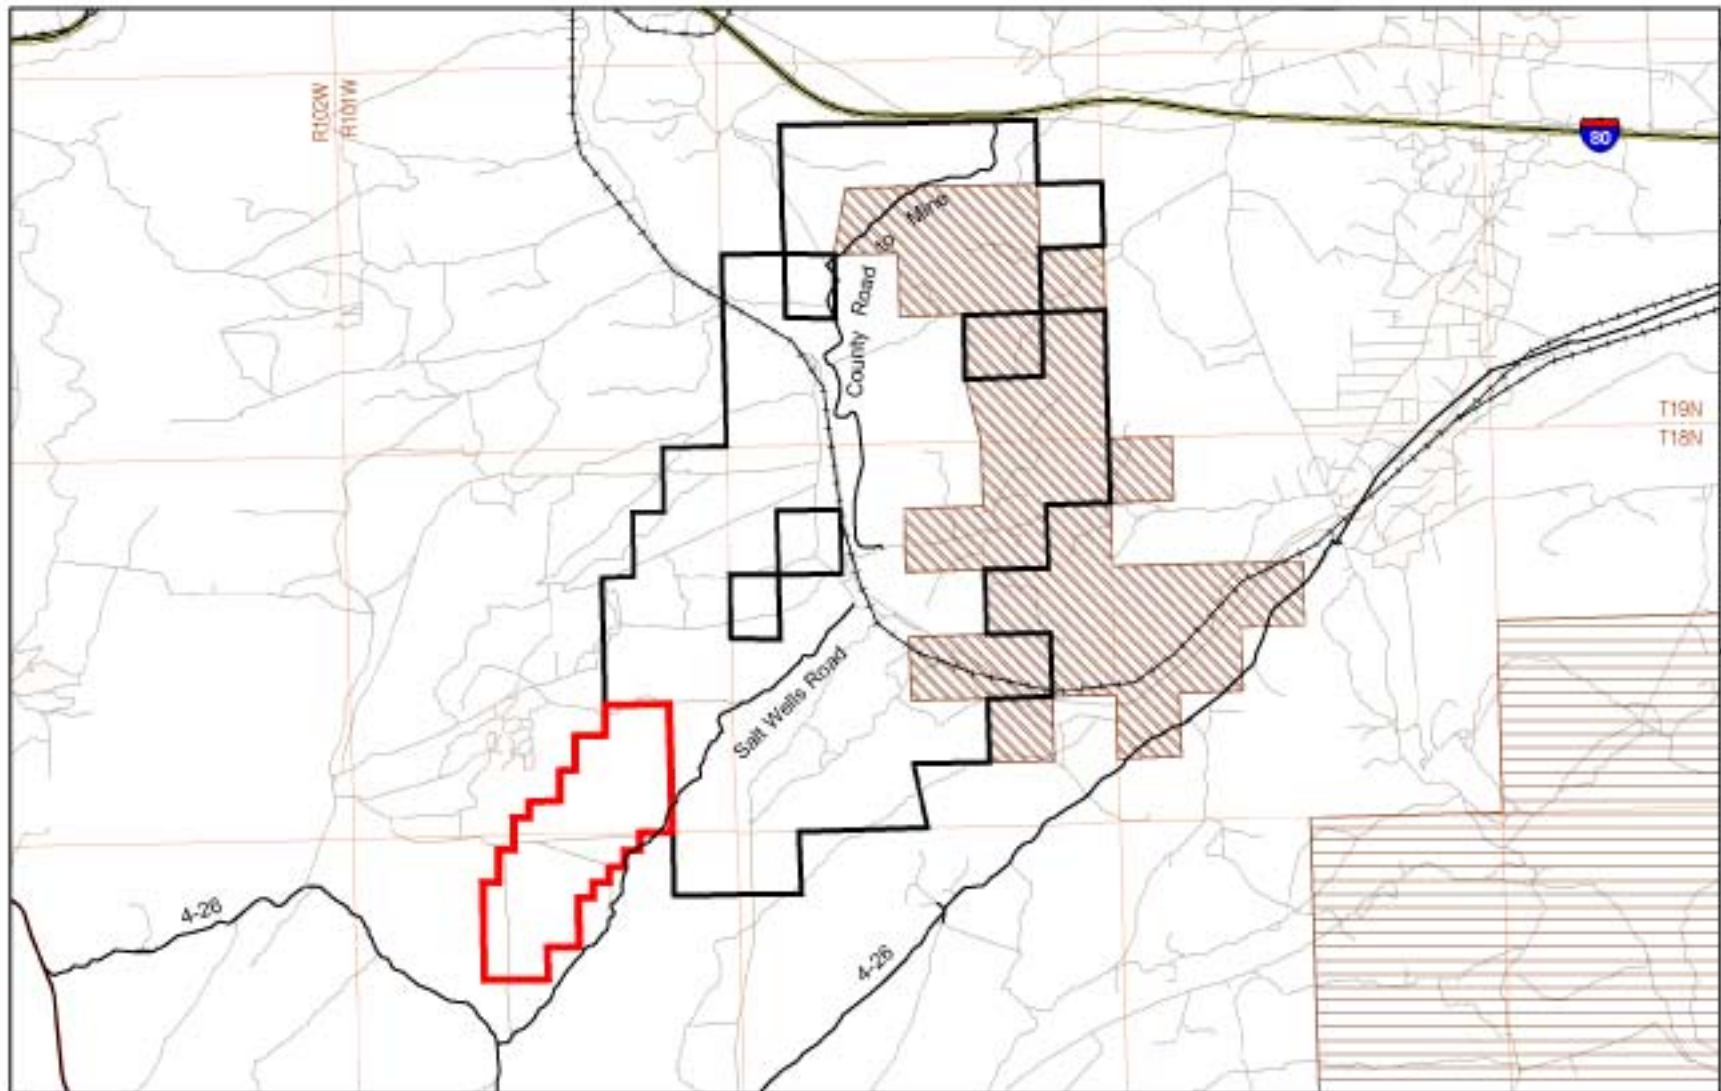 R102W
R101W
80
County Road to Mine
T19N
T18N
Salt Wells Road
4-26
4-26